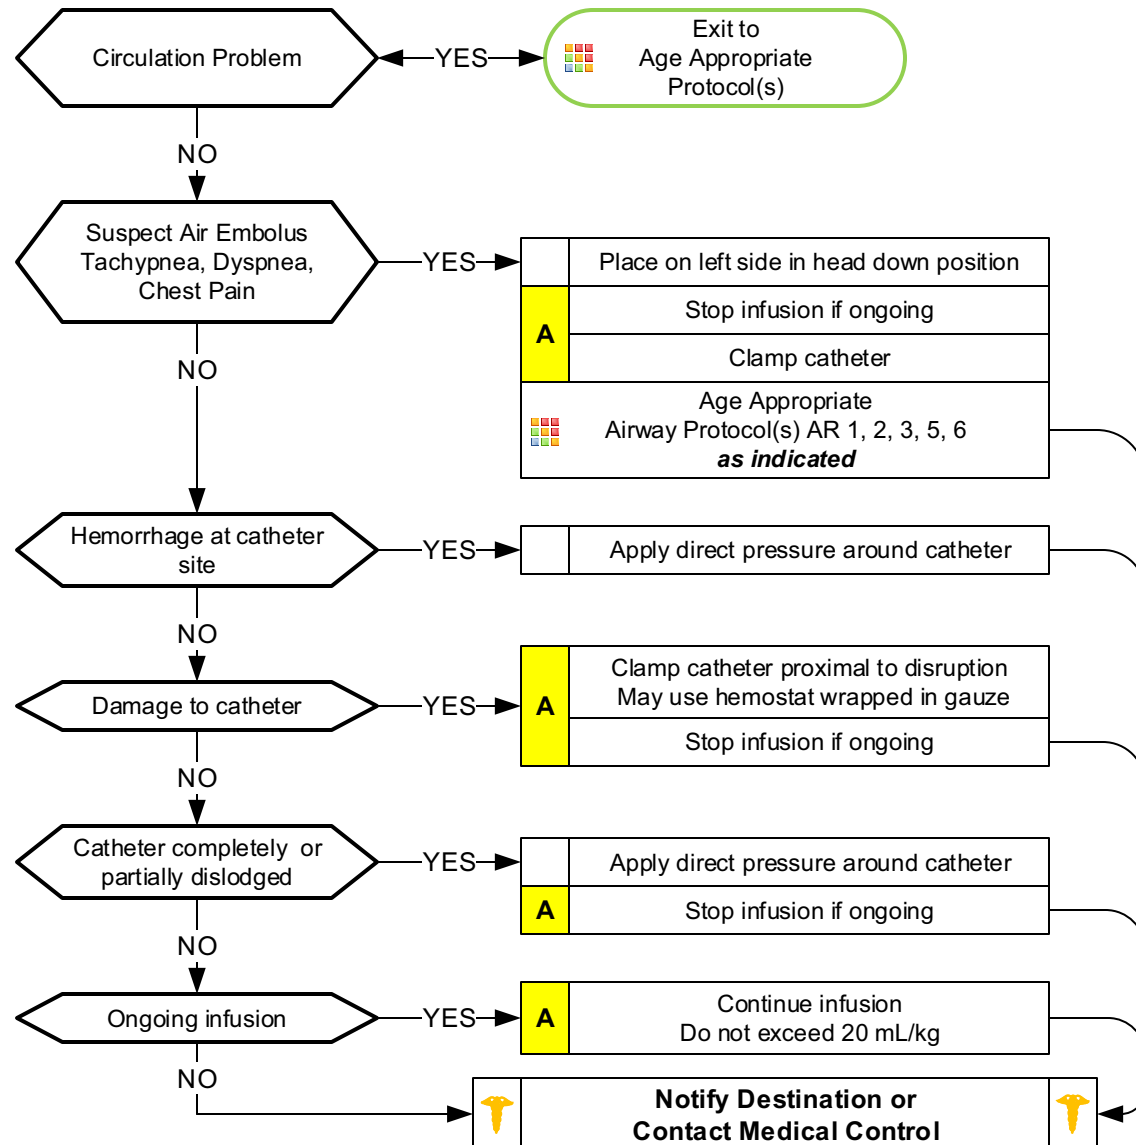 Circulation Problem
YES
Exit to
Age Appropriate
Protocol(s)
NO
Suspect Air Embolus
Tachypnea, Dyspnea,
Chest Pain
YES
Place on left side in head down position
A
Stop infusion if ongoing
Clamp catheter
Age Appropriate
Airway Protocol(s) AR 1, 2, 3, 5, 6
as indicated
NO
Hemorrhage at catheter
site
YES
Apply direct pressure around catheter
NO
Damage to catheter
YES
A
Clamp catheter proximal to disruption
May use hemostat wrapped in gauze
Stop infusion if ongoing
NO
Catheter completely or
partially dislodged
YES
Apply direct pressure around catheter
A
Stop infusion if ongoing
NO
Ongoing infusion
YES
A
Continue infusion
Do not exceed 20 mL/kg
NO
Notify Destination or
Contact Medical Control